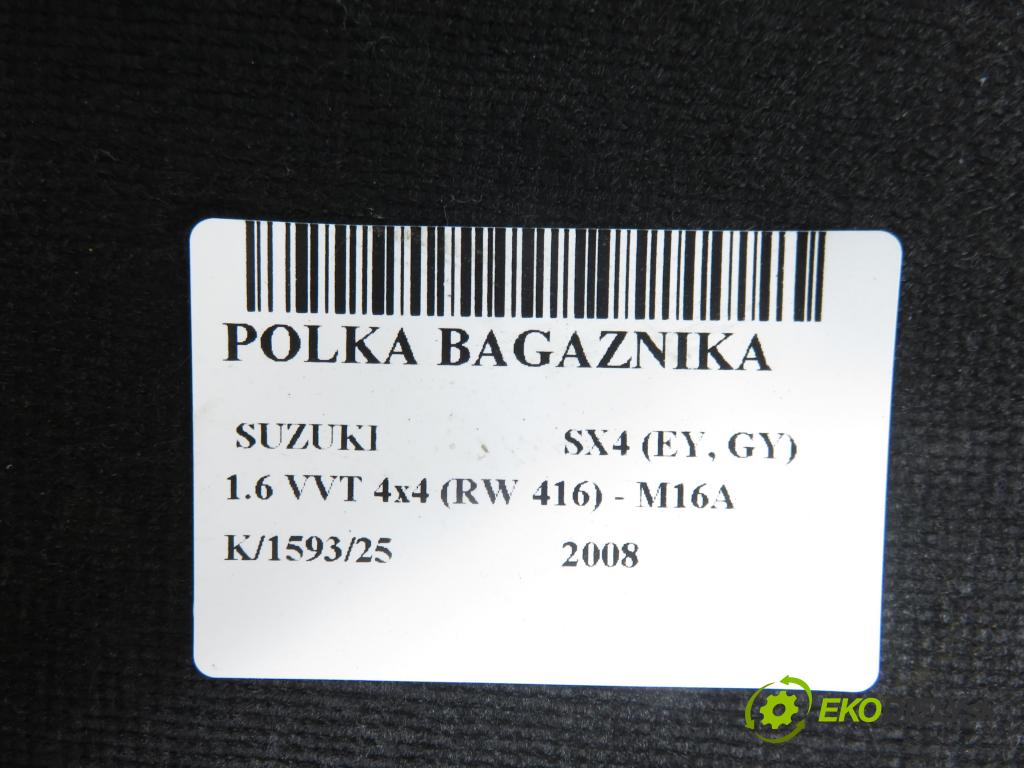 POLKA BAGAZNIKA
SUZUKI SX4 (EY, GY)
1.6 VVT 4x4 (RW 416) - M16A
K/1593/25 2008
EKO